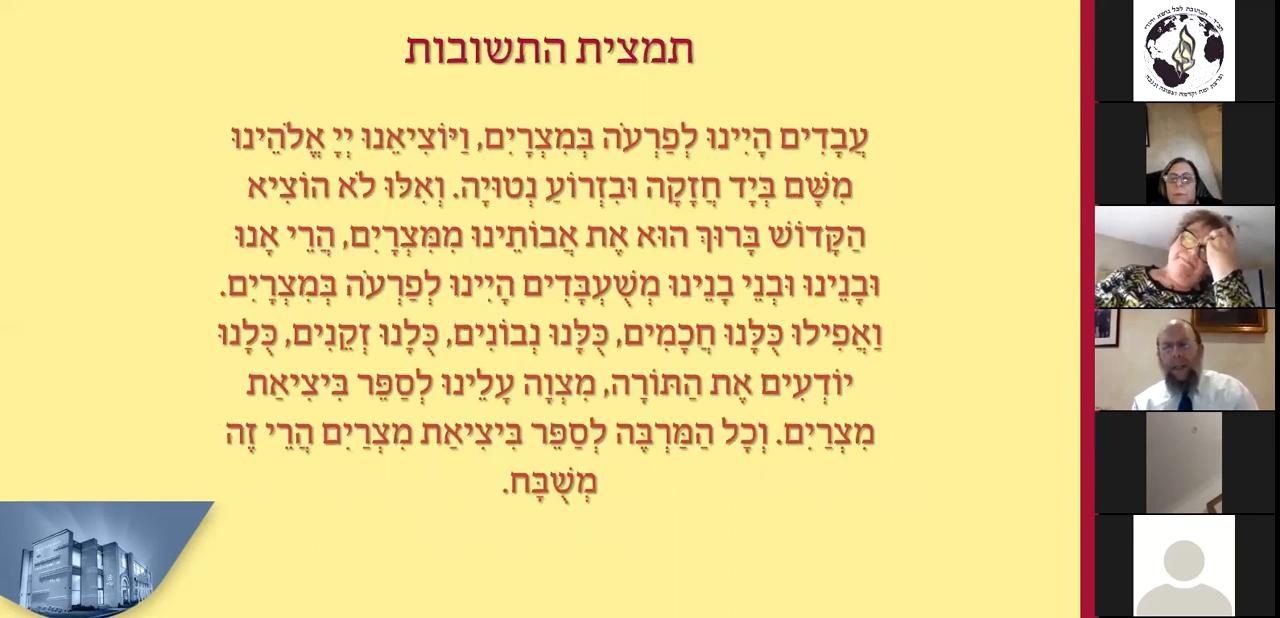 תמצית התשובות
עֲבָדִים הָיִינוּ לְפַרְעֹה בְּמִצְרָיִם, וַיּוֹצִיאֵנוּ יְיָ אֱלֹהֵינוּ
מִשָּׁם בְּיָד חֲזָקָה וּבִזְרוֹעַ נְטוּיָה. וְאִלּוּ לֹא הוֹצִיא
הַקָּדוֹשׁ בָּרוּךְ הוּא אֶת אֲבוֹתֵינוּ מִמִּצְרָיִם, הֲרֵי אָנוּ
וּבָנֵינוּ וּבְנֵי בָנֵינוּ מְשֻׁעְבָּדִים הָיִינוּ לְפַרְעֹה בְּמִצְרָיִם.
וַאֲפִילוּ כֻּלָּנוּ חֲכָמִים, כֻּלָּנוּ נְבוֹנִים, כֻּלָנוּ זְקֵנִים, כֻּלָנוּ
יוֹדְעִים אֶת הַתּוֹרָה, מִצְוָה עָלֵינוּ לְסַפֵּר בִּיצִיאַת
מִצְרַיִם. וְכָל הַמַּרְבֶּה לְסַפֵּר בִּיצִיאַת מִצְרַיִם הֲרֵי זֶה
מְשֻׁבָּח.